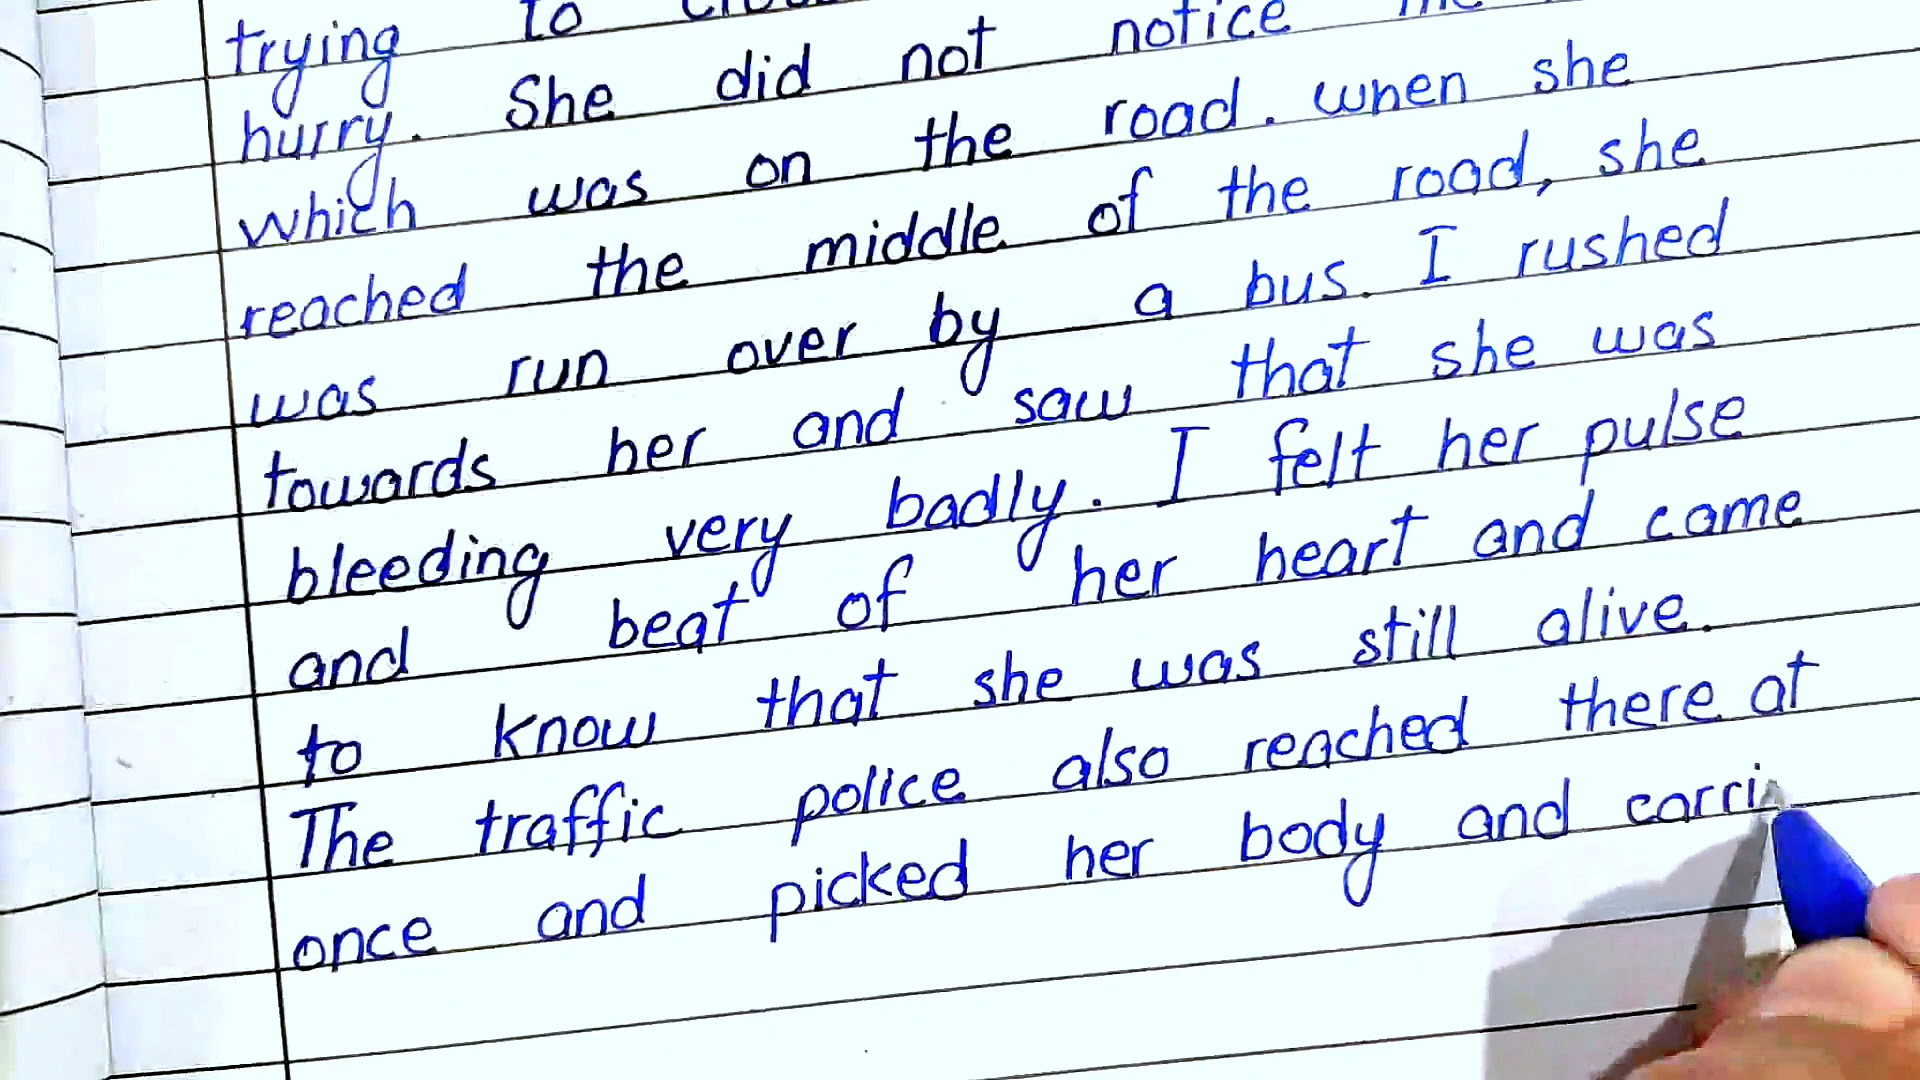 trying to
hurry. She did not notice
which was on the road. when she
reached the middle of the road, she
was run over by a bus. I rushed
towards her and saw that she was
bleeding very badly. I felt her pulse
and beat of her heart and came
to know that she was still alive.
The traffic police also reached there at
once and picked her body and carri